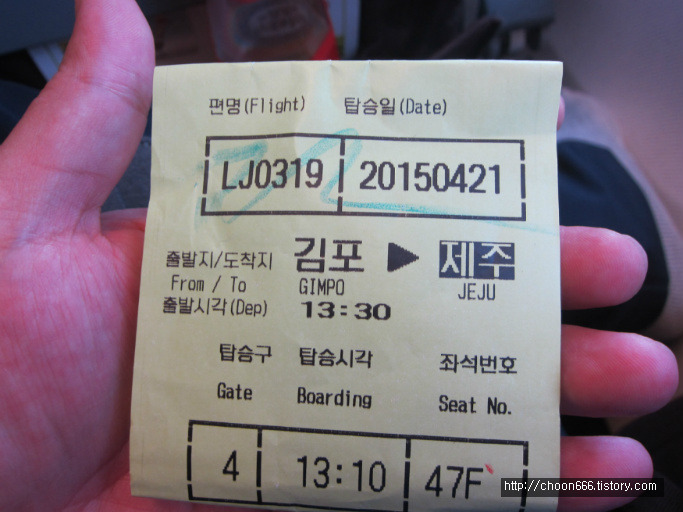 편명(Flight) 탑승일(Date)
LJ0319 20150421
출발지/도착지 김포 ▶ 제주
From / To GIMPO JEJU
출발시각(Dep) 13:30
탑승구 탑승시각 좌석번호
Gate Boarding Seat No.
4 13:10 47F
http://choon666.tistory.com